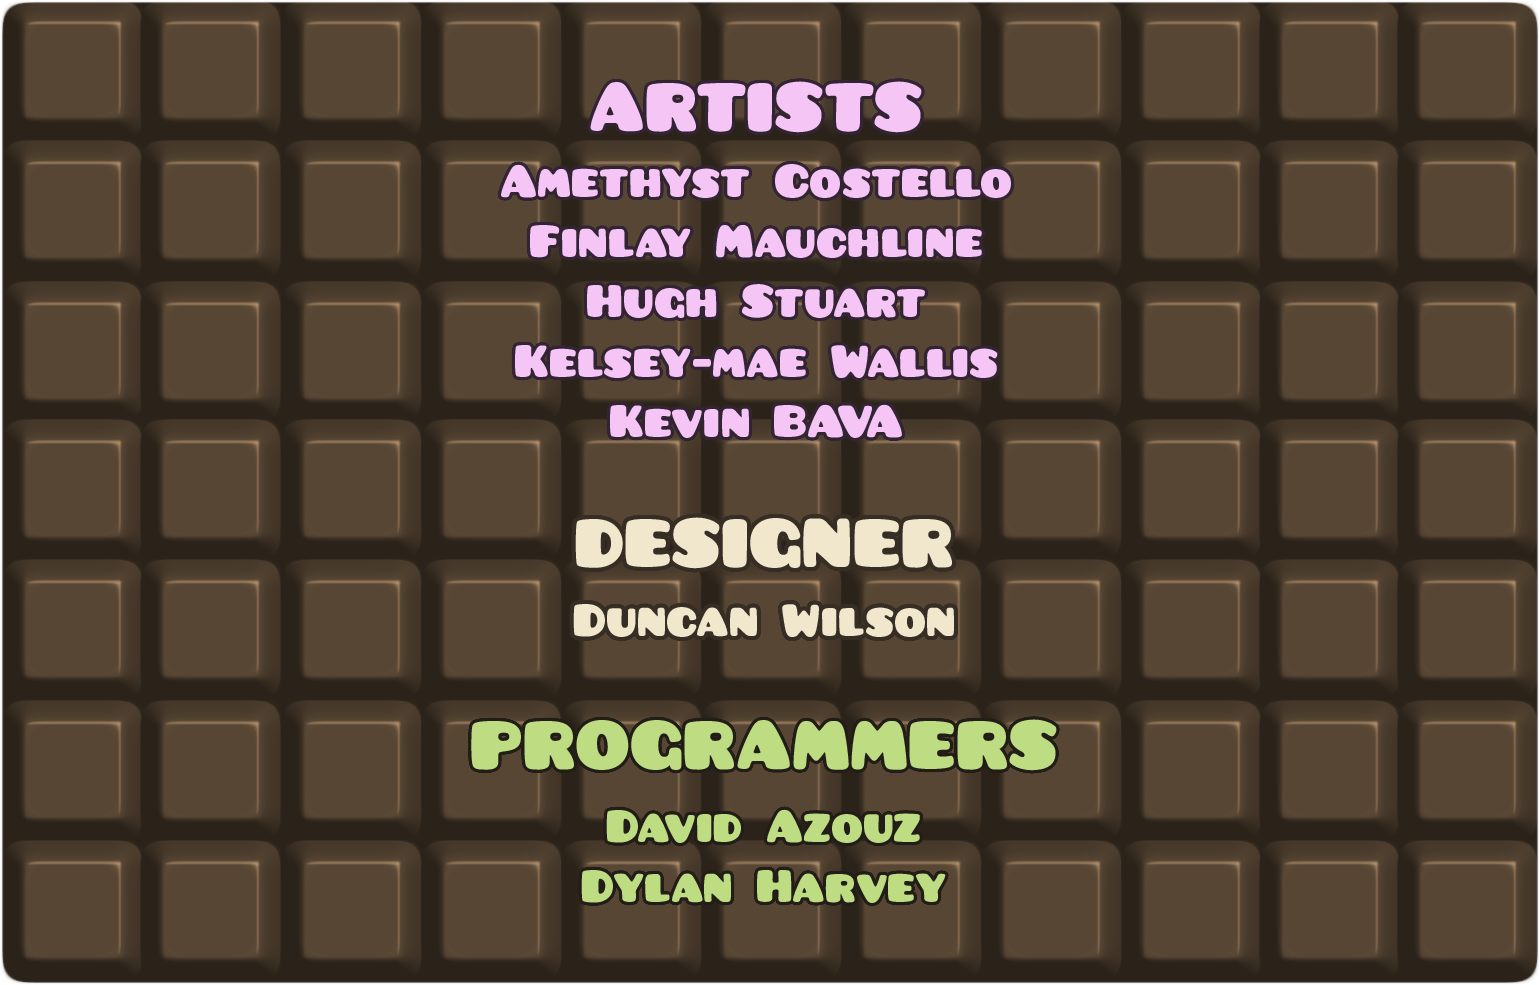 ARTISTS
Amethyst Costello
Finlay Mauchline
Hugh Stuart
Kelsey-mae Wallis
Kevin BAVA
DESIGNER
Duncan Wilson
PROGRAMMERS
David Azouz
Dylan Harvey